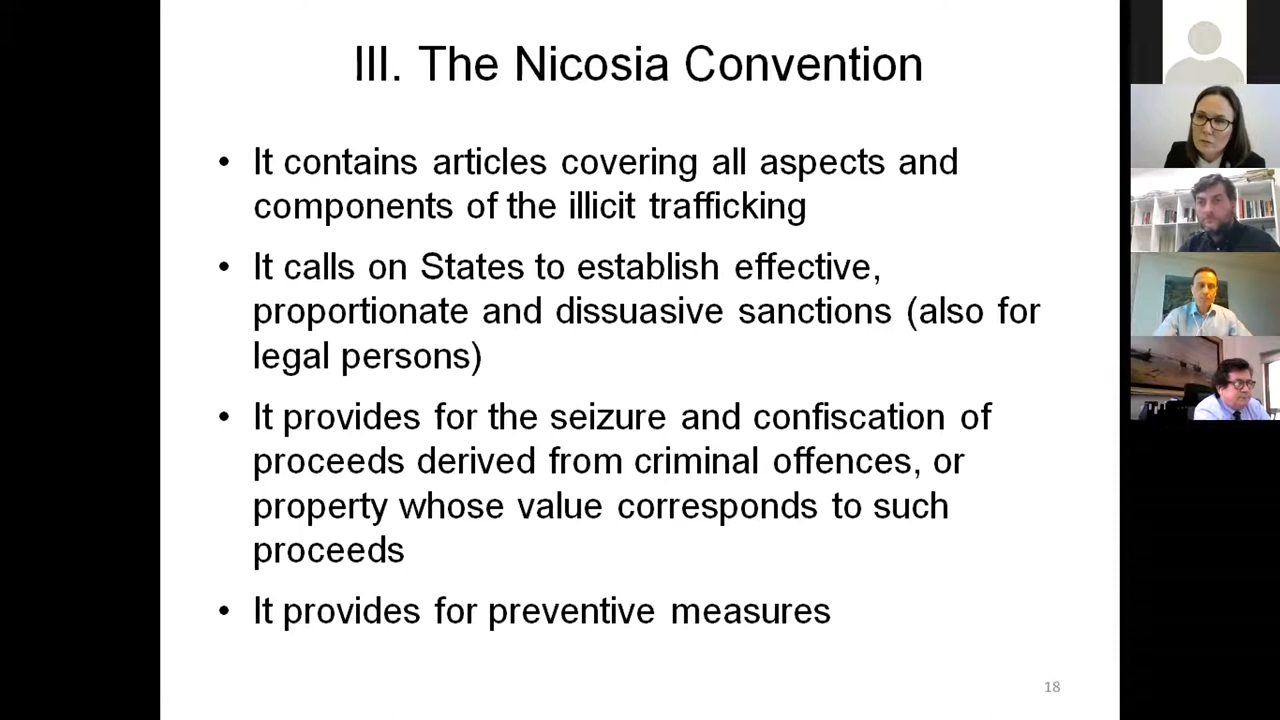 III. The Nicosia Convention
• It contains articles covering all aspects and
components of the illicit trafficking
• It calls on States to establish effective,
proportionate and dissuasive sanctions (also for
legal persons)
• It provides for the seizure and confiscation of
proceeds derived from criminal offences, or
property whose value corresponds to such
proceeds
• It provides for preventive measures
18